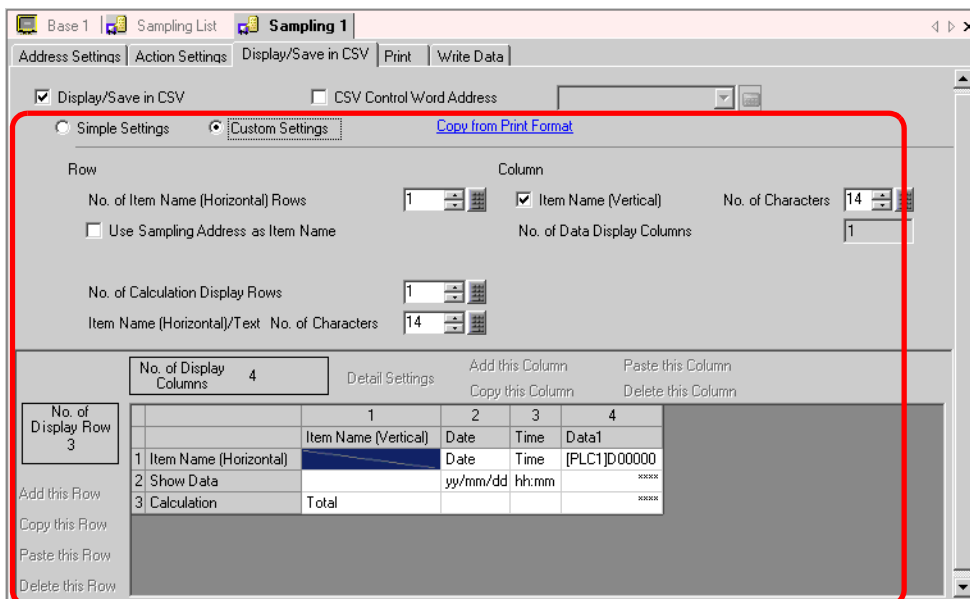 Base 1 Sampling List Sampling 1
Address Settings Action Settings Display/Save in CSV Print Write Data
Display/Save in CSV CSV Control Word Address
Simple Settings Custom Settings Copy from Print Format
Row Column
No. of Item Name (Horizontal) Rows 1 Item Name (Vertical) No. of Characters 14
Use Sampling Address as Item Name No. of Data Display Columns 1
No. of Calculation Display Rows 1
Item Name (Horizontal)/Text No. of Characters 14
No. of Display Columns 4 Detail Settings Add this Column Paste this Column
Copy this Column Delete this Column
No. of Display Row 3
1 2 3 4
Item Name (Vertical) Date Time Data1
1 Item Name (Horizontal) Date Time [PLC1]D00000
2 Show Data yy/mm/dd hh:mm ****
3 Calculation Total ****
Add this Row
Copy this Row
Paste this Row
Delete this Row